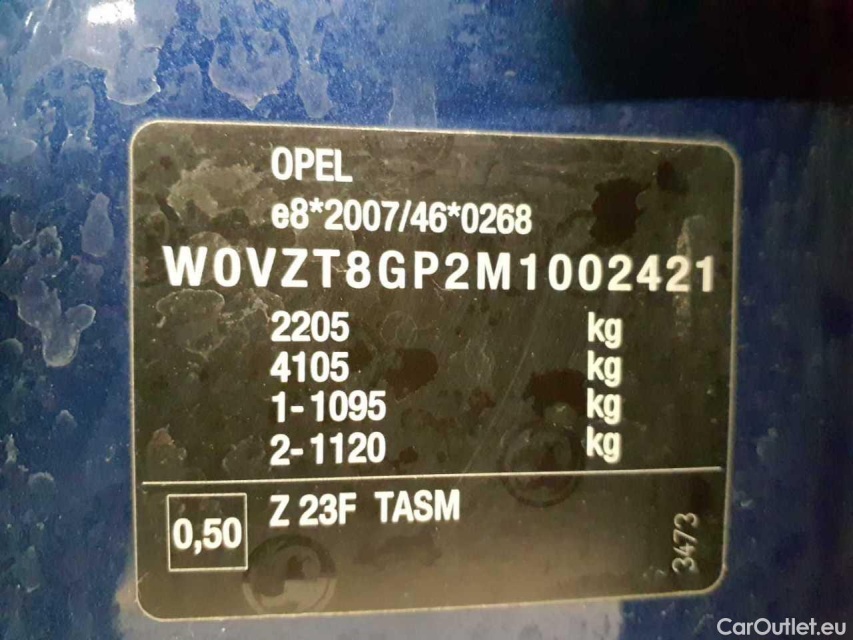 OPEL
e8*2007/46*0268
W0VZT8GP2M1002421
2205 kg
4105 kg
1-1095 kg
2-1120 kg
0,50 Z 23F TASM
3473
CarOutlet.eu